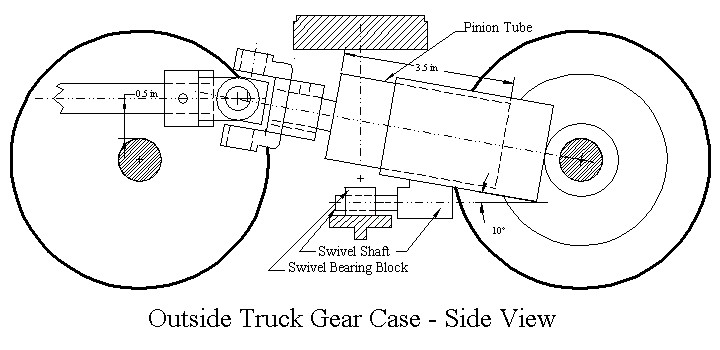 Pinion Tube
3.5 in
0.5 in
10°
Swivel Shaft
Swivel Bearing Block
Outside Truck Gear Case - Side View